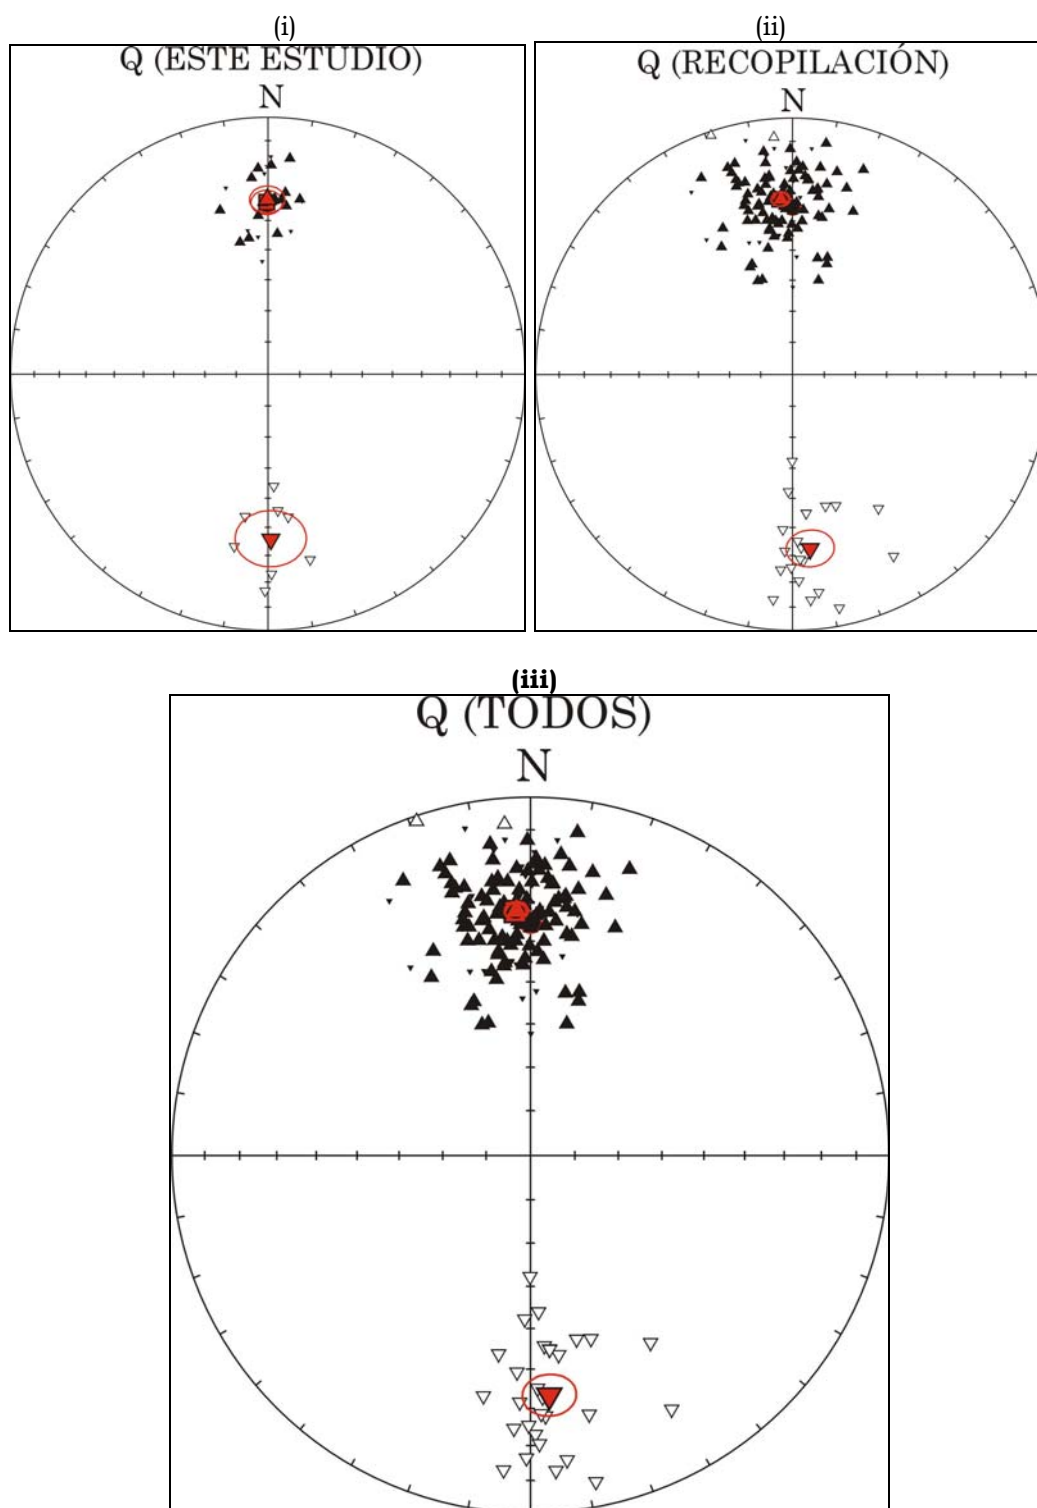 (i)
Q (ESTE ESTUDIO)
N
(ii)
Q (RECOPILACIÓN)
N
(iii)
Q (TODOS)
N